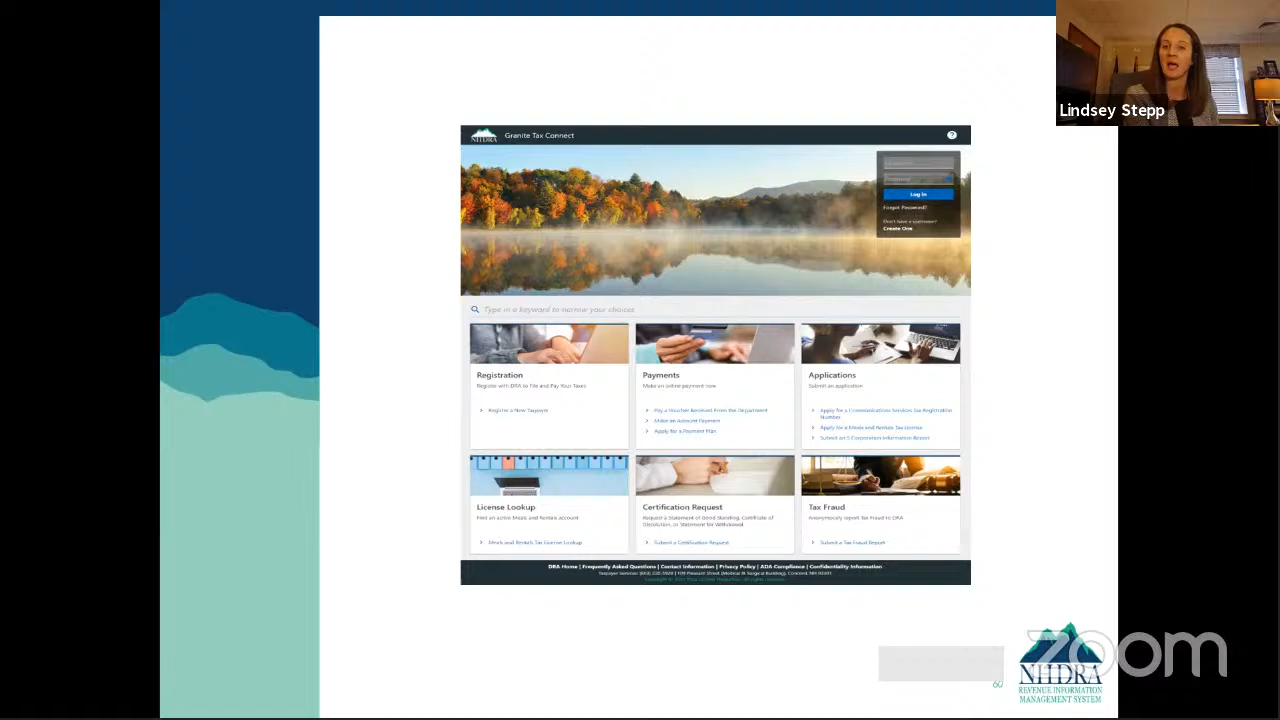 Lindsey Stepp
NHDRA
Granite Tax Connect
?
Log in
Forgot Password?
Don't have a username?
Create One
Type in a keyword to narrow your choices
Registration
Register with DRA to File and Pay Your Taxes
Register a New Taxpayer
Payments
Make an online payment now
Pay a Voucher Received From the Department
Make an Account Payment
Apply for a Payment Plan
Applications
Submit an application
Apply for a Communications Services Tax Registration
Number
Apply for a Meals and Rentals Tax License
Submit an S Corporation Information Report
License Lookup
Find an active Meals and Rentals account
Meals and Rentals Tax License Lookup
Certification Request
Request a Statement of Good Standing, Certificate of
Dissolution, or Statement for Withdrawal
Submit a Certification Request
Tax Fraud
Anonymously report Tax Fraud to DRA
Submit a Tax Fraud Report
DRA Home | Frequently Asked Questions | Contact Information | Privacy Policy | ADA Compliance | Confidentiality Information
60
zoom
NHDRA
REVENUE INFORMATION
MANAGEMENT SYSTEM